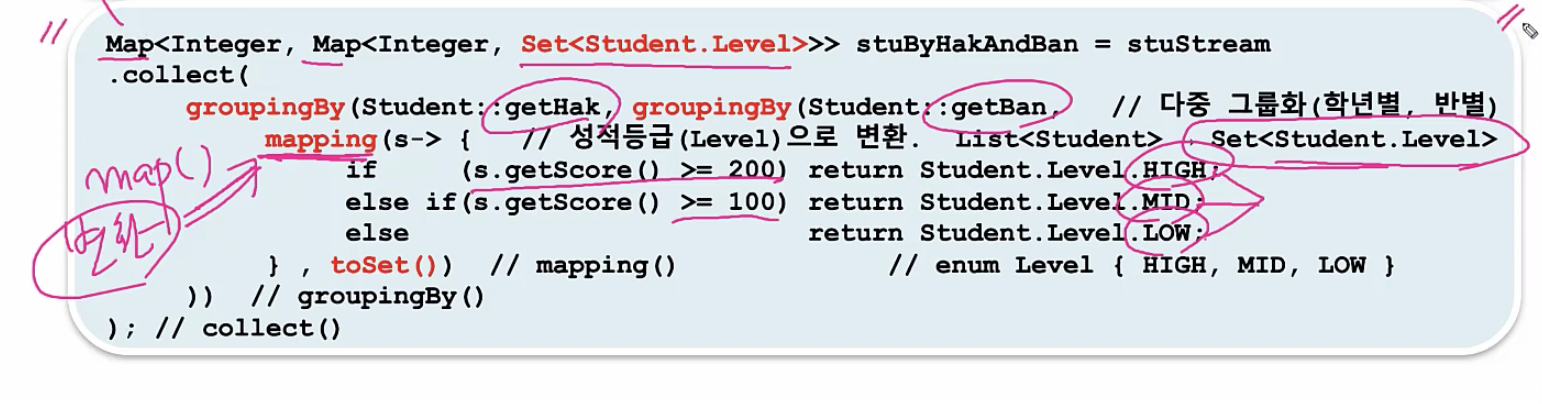 Map<Integer, Map<Integer, Set<Student.Level>>> stuByHakAndBan = stuStream
.collect(
groupingBy(Student::getHak, groupingBy(Student::getBan, // 다중 그룹화(학년별, 반별)
mapping(s-> { // 성적등급(Level)으로 변환. List<Student> → Set<Student.Level>
map()
if (s.getScore() >= 200) return Student.Level.HIGH;
else if(s.getScore() >= 100) return Student.Level.MID;
변환
else return Student.Level.LOW;
} , toSet()) // mapping() // enum Level { HIGH, MID, LOW }
)) // groupingBy()
); // collect()